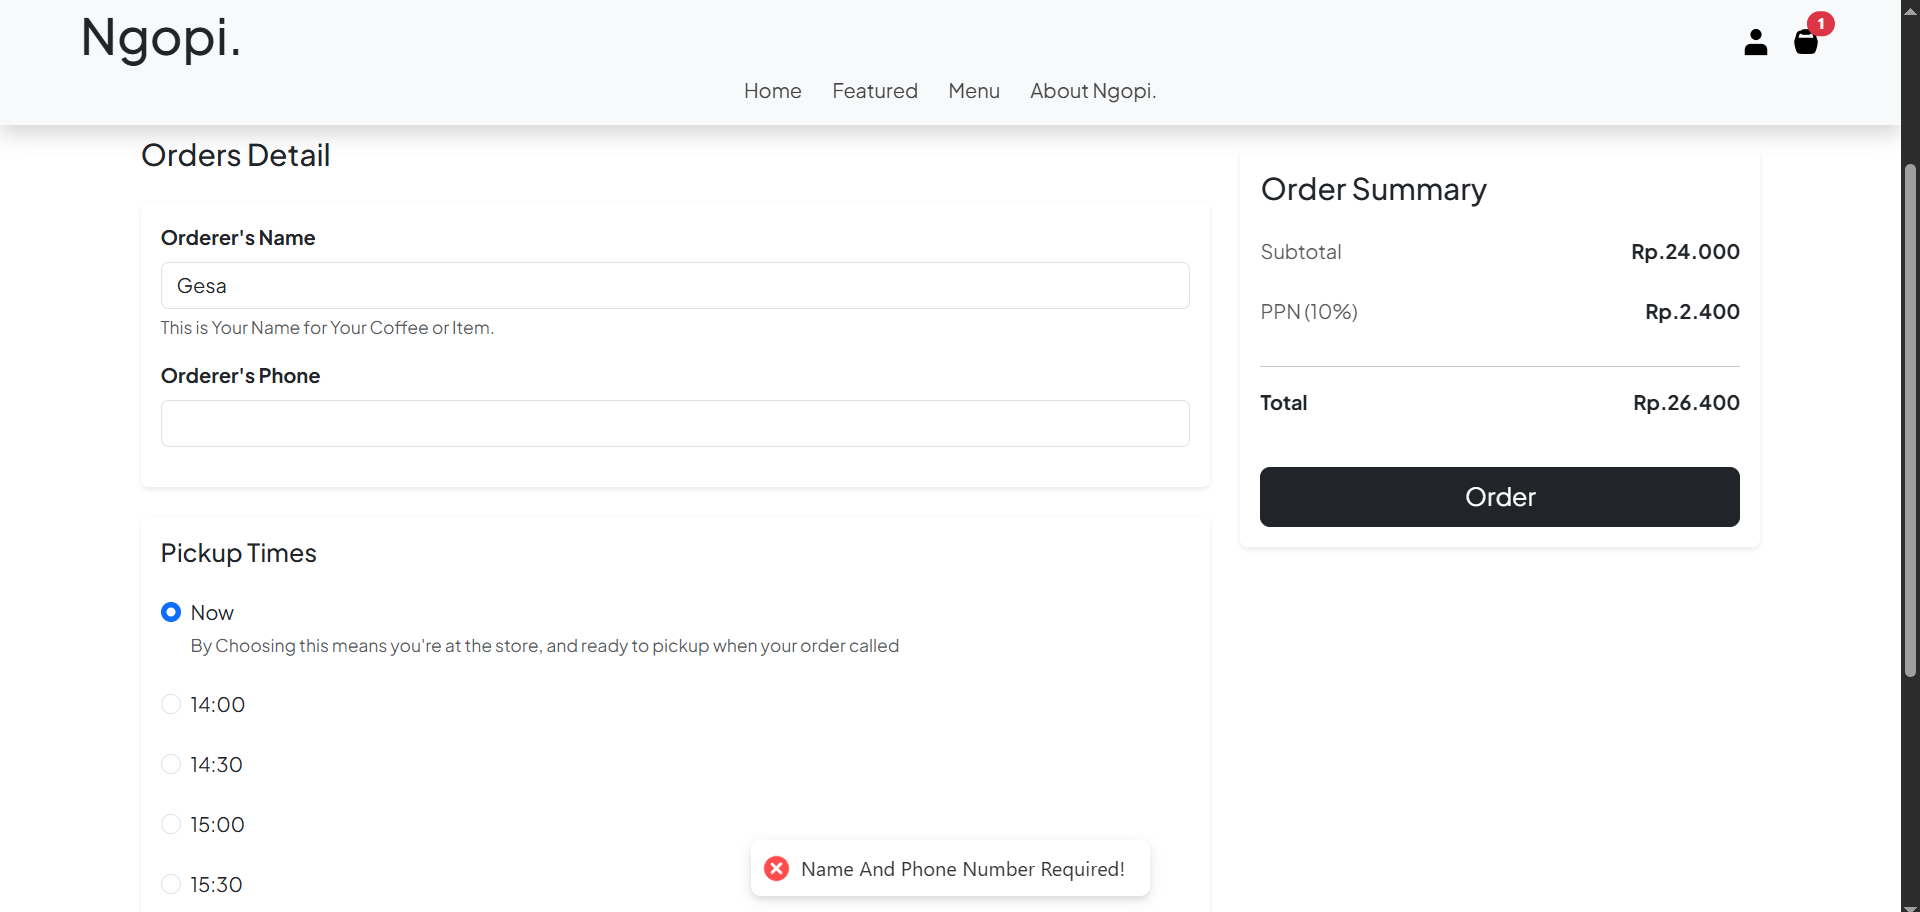 Ngopi.
1
Home Featured Menu About Ngopi.
Orders Detail
Orderer's Name
Gesa
This is Your Name for Your Coffee or Item.
Orderer's Phone
Pickup Times
Now
By Choosing this means you're at the store, and ready to pickup when your order called
14:00
14:30
15:00
15:30
Order Summary
Subtotal Rp.24.000
PPN (10%) Rp.2.400
Total Rp.26.400
Order
Name And Phone Number Required!